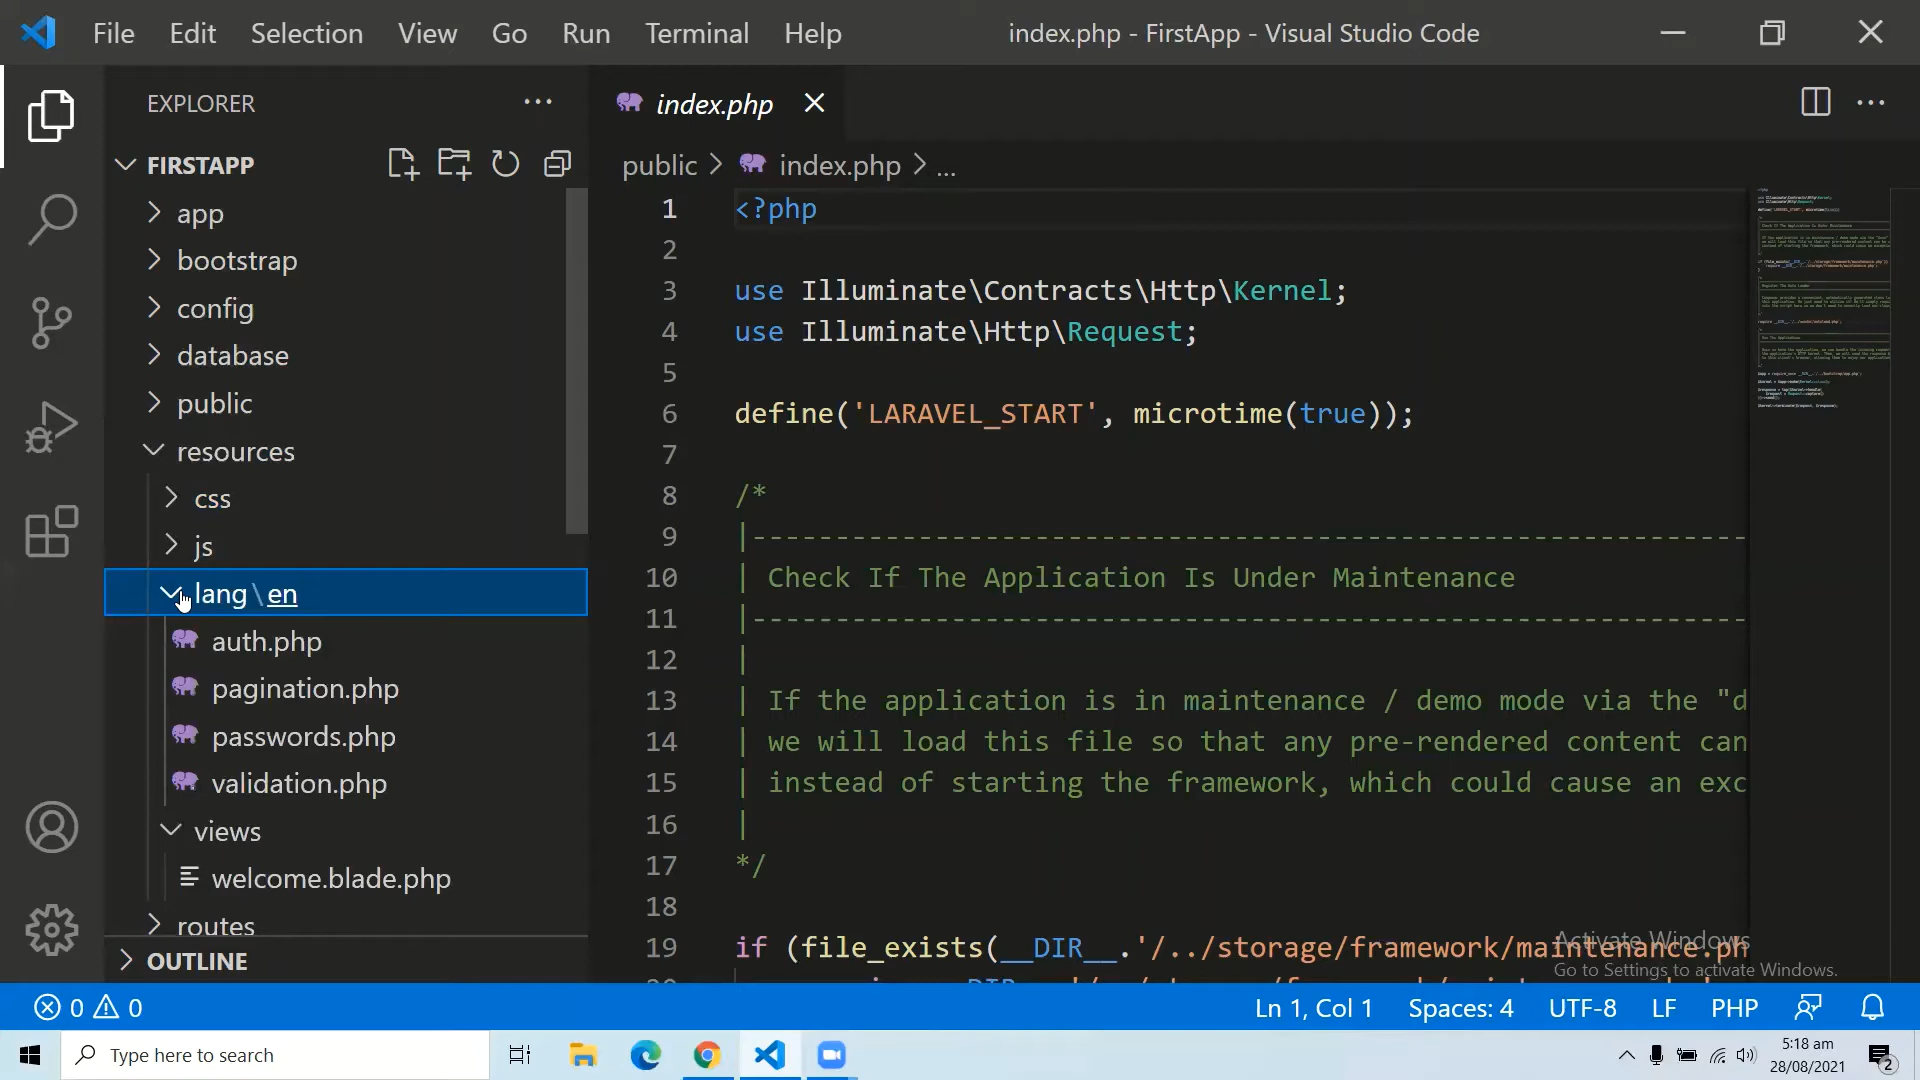 File Edit Selection View Go Run Terminal Help
index.php - FirstApp - Visual Studio Code
EXPLORER
FIRSTAPP
app
bootstrap
config
database
public
resources
css
js
lang\en
auth.php
pagination.php
passwords.php
validation.php
views
welcome.blade.php
routes
OUTLINE
index.php
public > index.php > ...
1 <?php
2
3 use Illuminate\Contracts\Http\Kernel;
4 use Illuminate\Http\Request;
5
6 define('LARAVEL_START', microtime(true));
7
8 /*
9 |------------------------------------------------------------
10 | Check If The Application Is Under Maintenance
11 |------------------------------------------------------------
12 |
13 | If the application is in maintenance / demo mode via the "d
14 | we will load this file so that any pre-rendered content can
15 | instead of starting the framework, which could cause an exc
16 |
17 */
18
19 if (file_exists(__DIR__.'/../storage/framework/maintenance.ph
Activate Windows
Go to Settings to activate Windows.
0 0
Ln 1, Col 1 Spaces: 4 UTF-8 LF PHP
Type here to search
5:18 am
28/08/2021
2